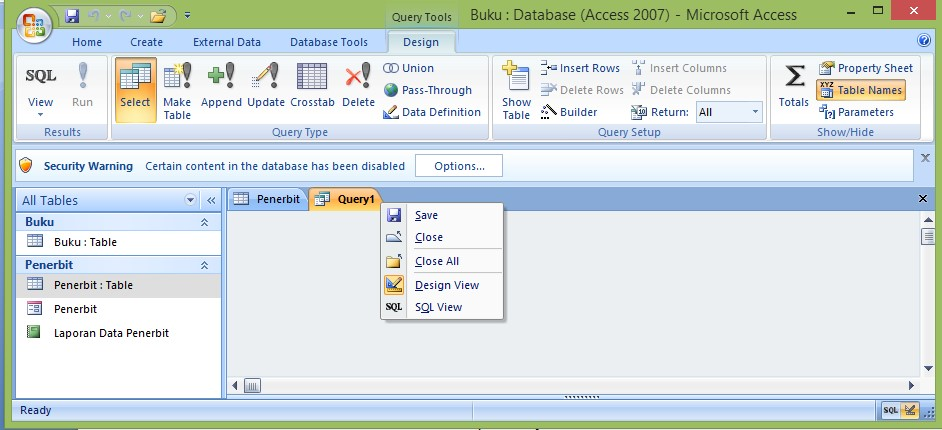 Query Tools
Buku : Database (Access 2007) - Microsoft Access
Home Create External Data Database Tools Design
SQL
View Run
Results
Select
Make Table
Append
Update
Crosstab
Delete
Union
Pass-Through
Data Definition
Query Type
Show Table
Insert Rows
Delete Rows
Builder
Insert Columns
Delete Columns
Return: All
Query Setup
Σ
Totals
Property Sheet
XYZ Table Names
[?] Parameters
Show/Hide
Security Warning Certain content in the database has been disabled Options...
All Tables
Buku
Buku : Table
Penerbit
Penerbit : Table
Penerbit
Laporan Data Penerbit
Penerbit Query1
Save
Close
Close All
Design View
SQL SQL View
Ready
SQL